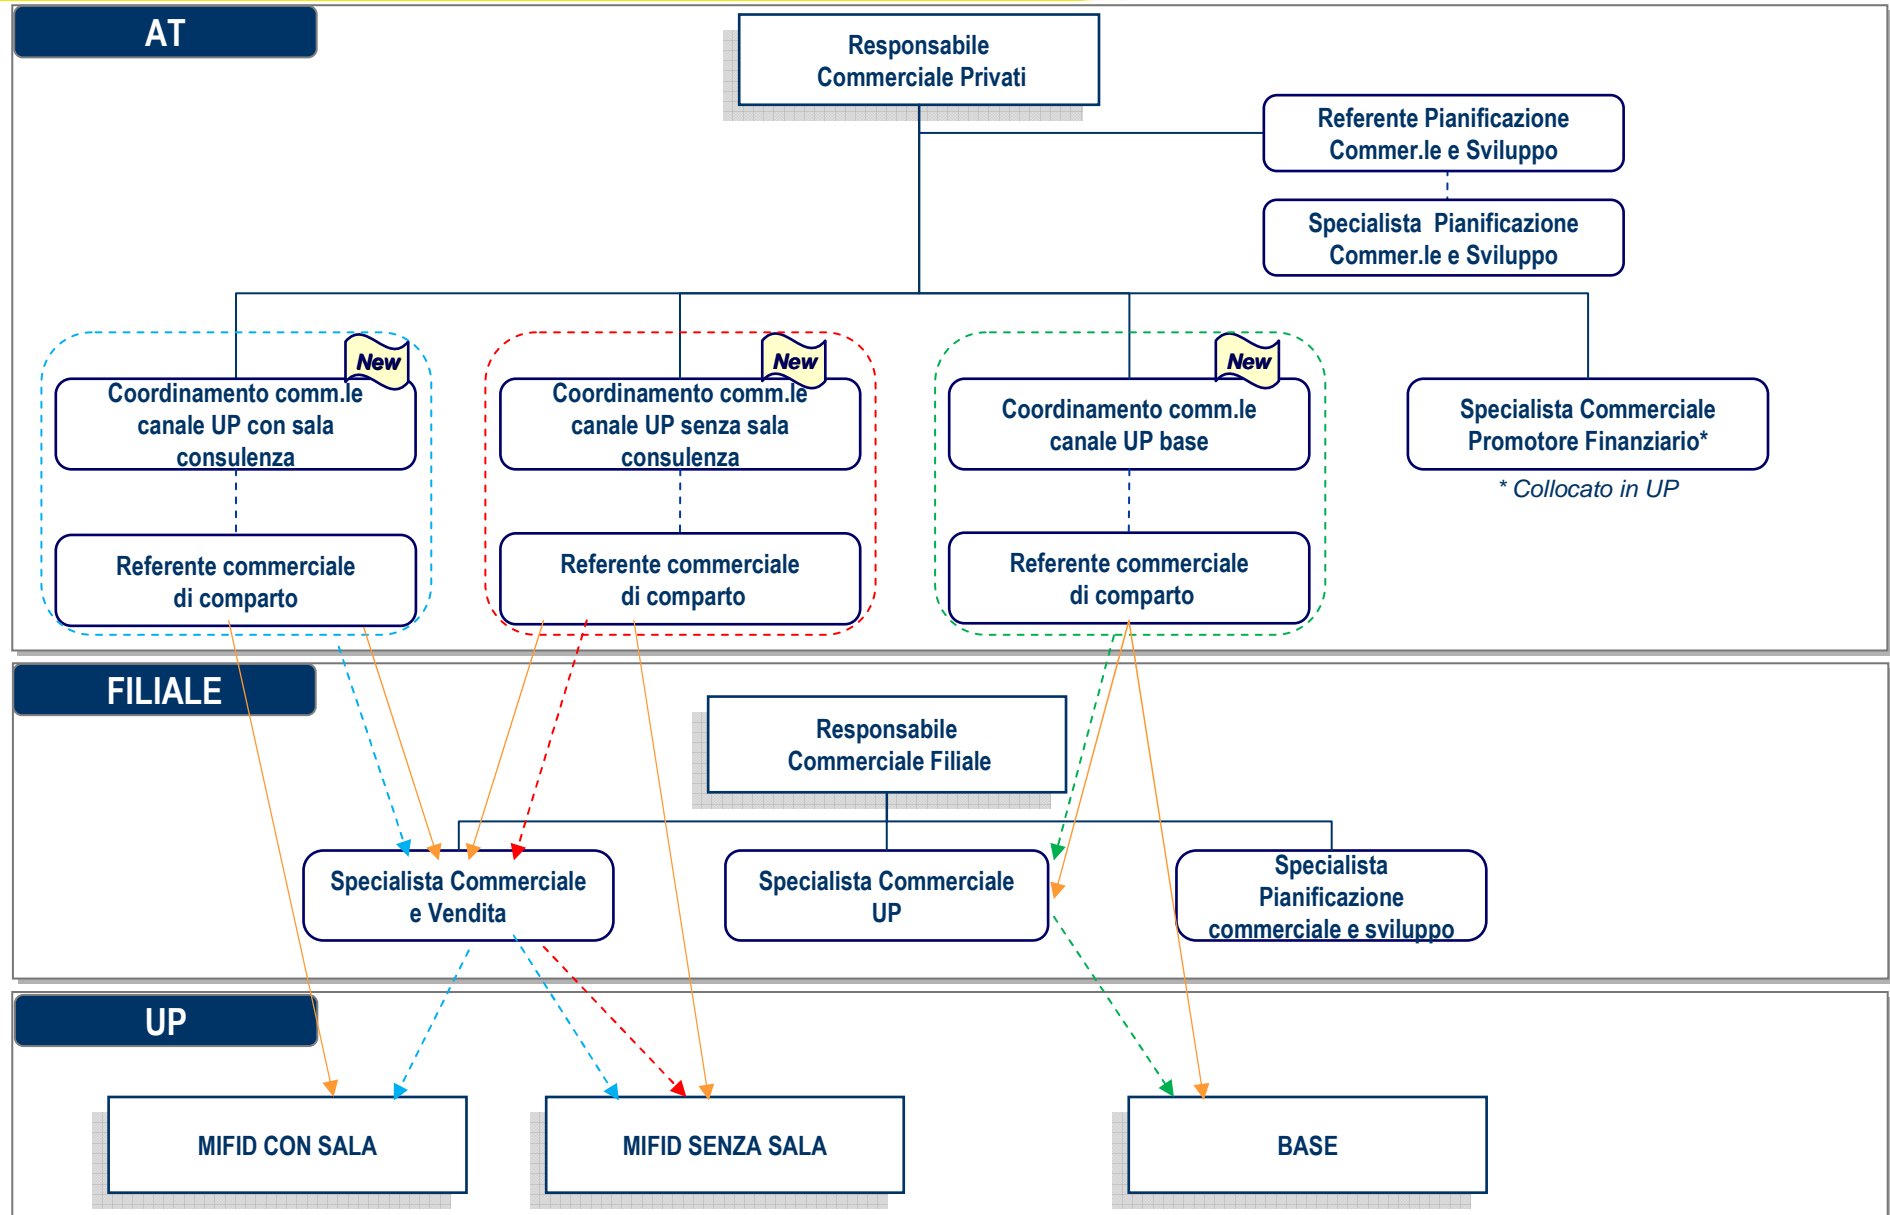 AT
Responsabile
Commerciale Privati
Referente Pianificazione
Commer.le e Sviluppo
Specialista  Pianificazione
Commer.le e Sviluppo
New
Coordinamento comm.le
canale UP con sala
consulenza
New
Coordinamento comm.le
canale UP senza sala
consulenza
New
Coordinamento comm.le
canale UP base
Specialista Commerciale
Promotore Finanziario*
* Collocato in UP
Referente commerciale
di comparto
Referente commerciale
di comparto
Referente commerciale
di comparto
FILIALE
Responsabile
Commerciale Filiale
Specialista Commerciale
e Vendita
Specialista Commerciale
UP
Specialista
Pianificazione
commerciale e sviluppo
UP
MIFID CON SALA
MIFID SENZA SALA
BASE